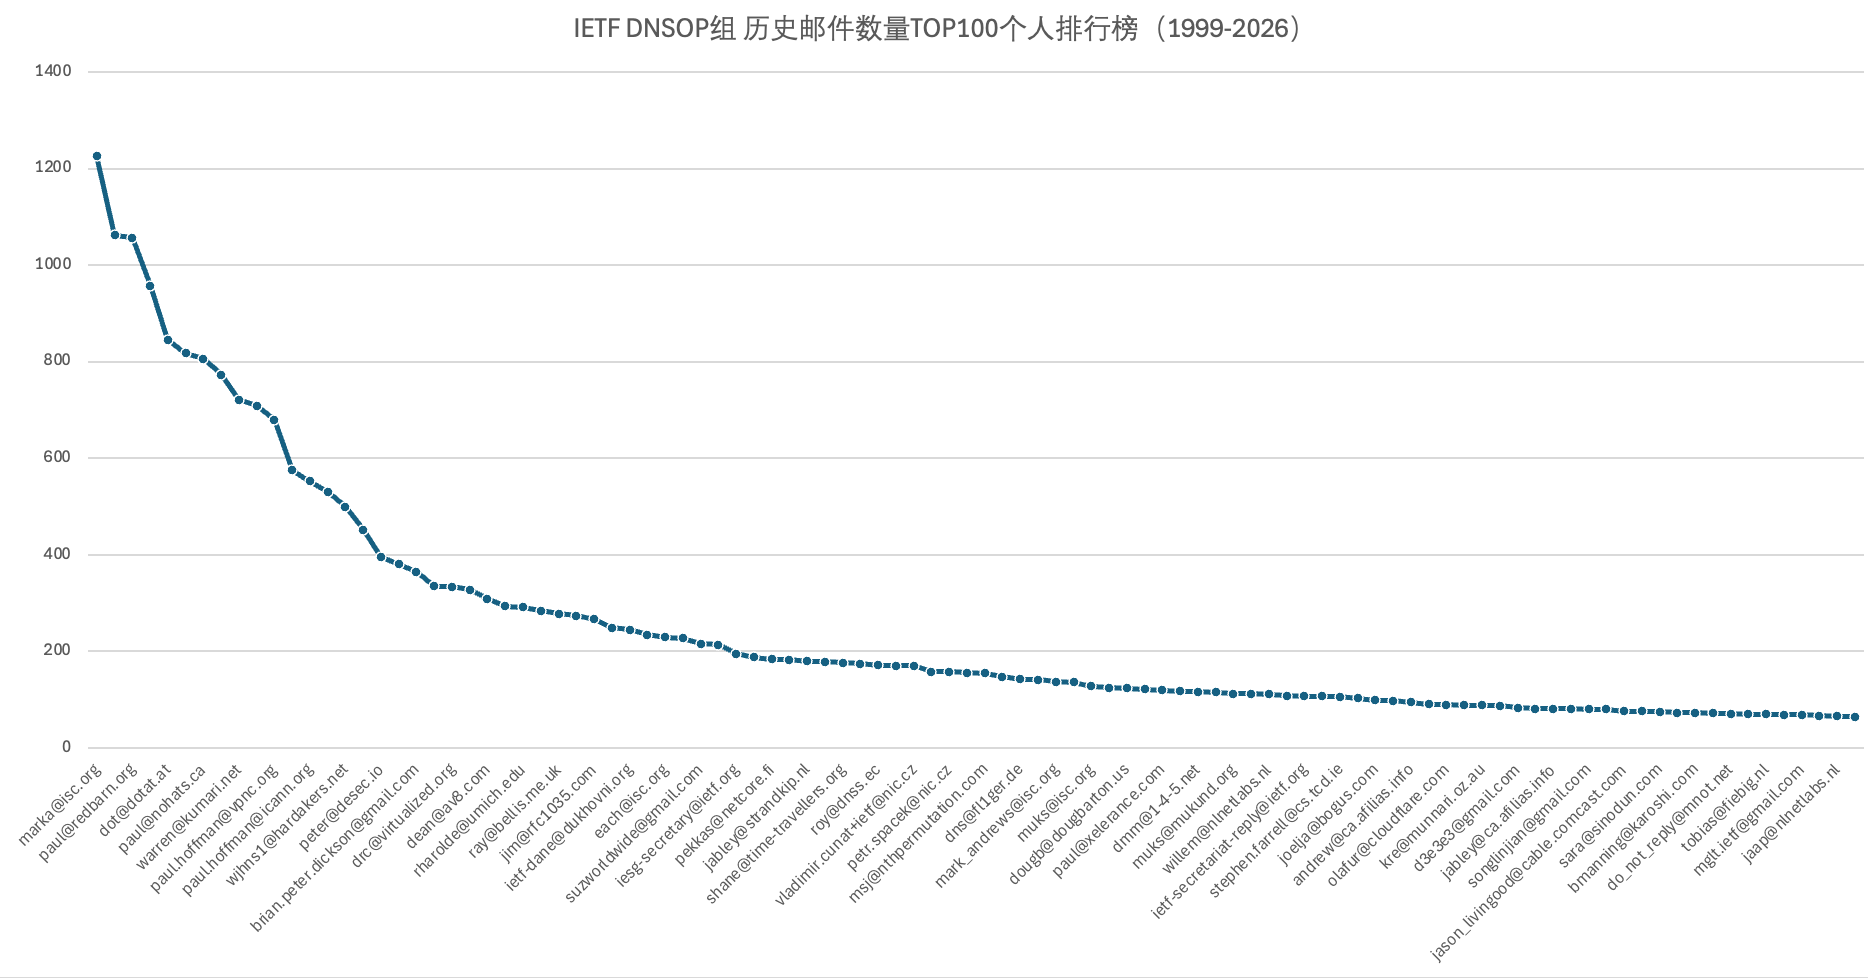 IETF DNSOP组 历史邮件数量TOP100个人排行榜（1999-2026）
1400
1200
1000
800
600
400
200
0
marka@isc.org
paul@redbarn.org
dot@dotat.at
paul@nohats.ca
warren@kumari.net
paul.hoffman@vpnc.org
paul.hoffman@icann.org
wjhns1@hardakers.net
peter@desec.io
brian.peter.dickson@gmail.com
drc@virtualized.org
dean@av8.com
rharolde@umich.edu
ray@bellis.me.uk
jim@rfc1035.com
ietf-dane@dukhovni.org
each@isc.org
suzworldwide@gmail.com
iesg-secretary@ietf.org
pekkas@netcore.fi
jabley@strandkip.nl
shane@time-travellers.org
roy@dnss.ec
vladimir.cunat+ietf@nic.cz
petr.spacek@nic.cz
msj@nthpermutation.com
dns@fl1ger.de
mark_andrews@isc.org
muks@isc.org
dougb@dougbarton.us
paul@xelerance.com
dmm@1-4-5.net
muks@mukund.org
willem@nlnetlabs.nl
ietf-secretariat-reply@ietf.org
stephen.farrell@cs.tcd.ie
joelja@bogus.com
andrew@ca.afilias.info
olafur@cloudflare.com
kre@munnari.oz.au
d3e3e3@gmail.com
jabley@ca.afilias.info
songlinjian@gmail.com
jason_livingood@cable.comcast.com
sara@sinodun.com
bmanning@karoshi.com
do_not_reply@mnot.net
tobias@fiebig.nl
mgtt.ietf@gmail.com
jaap@nlnetlabs.nl